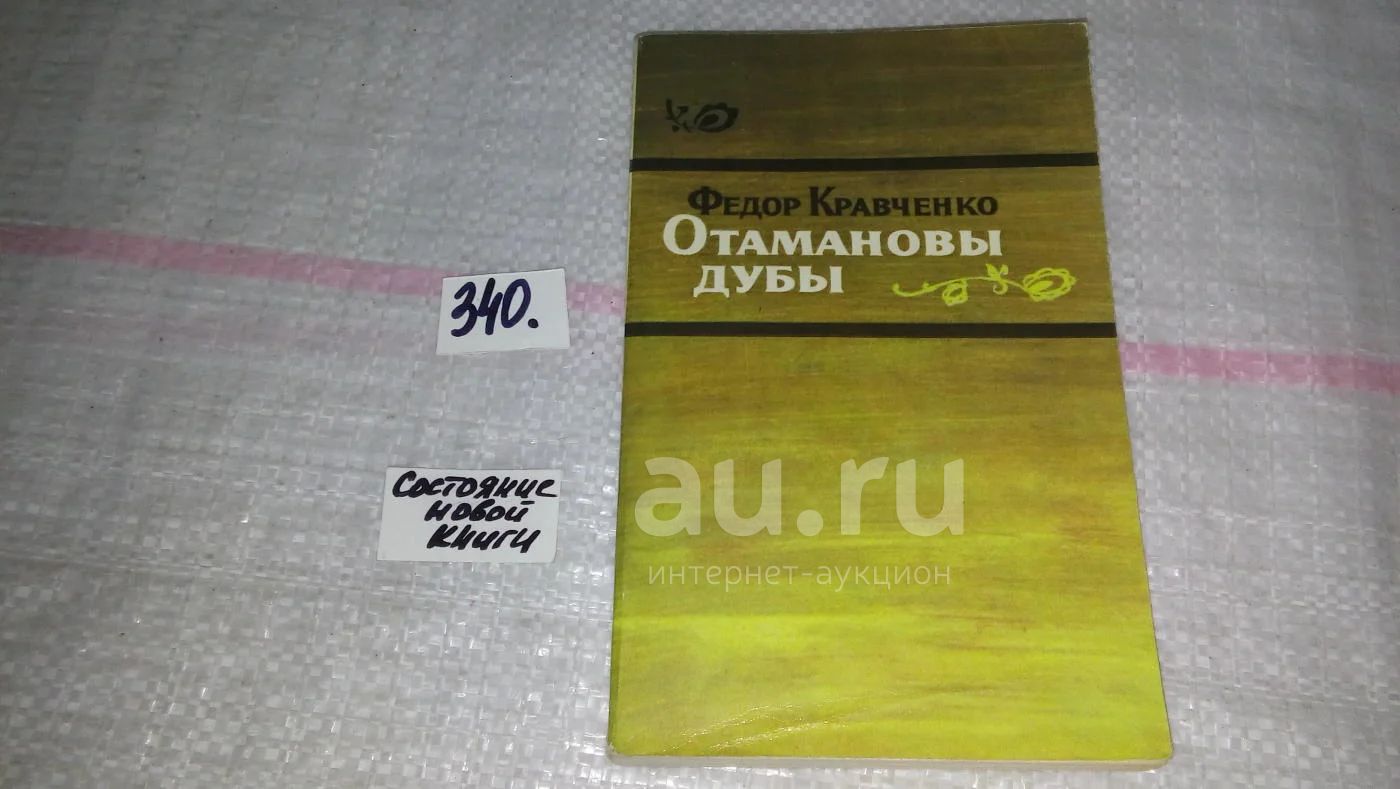 Федор Кравченко
Отамановы
дубы
340.
Состояние
новой
книги
au.ru
интернет-аукцион